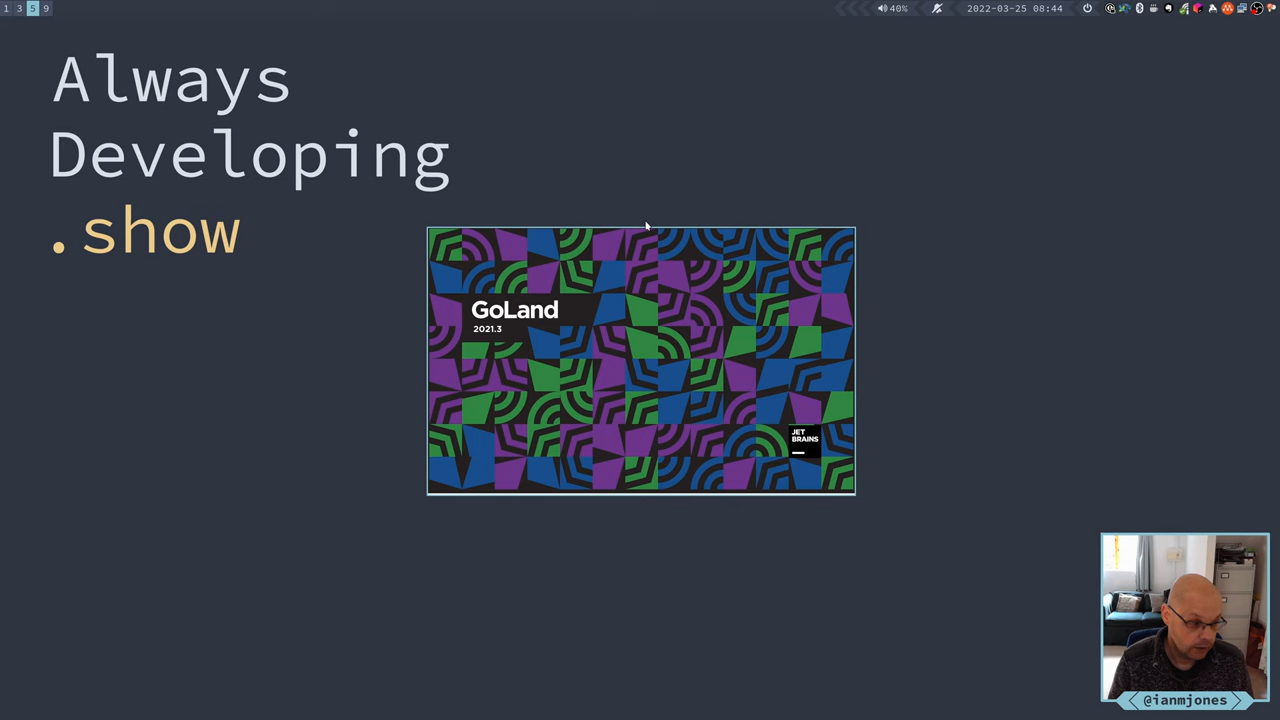 1 3 5 9
40%
2022-03-25 08:44
Always
Developing
.show
GoLand
2021.3
JET
BRAINS
@ianmjones